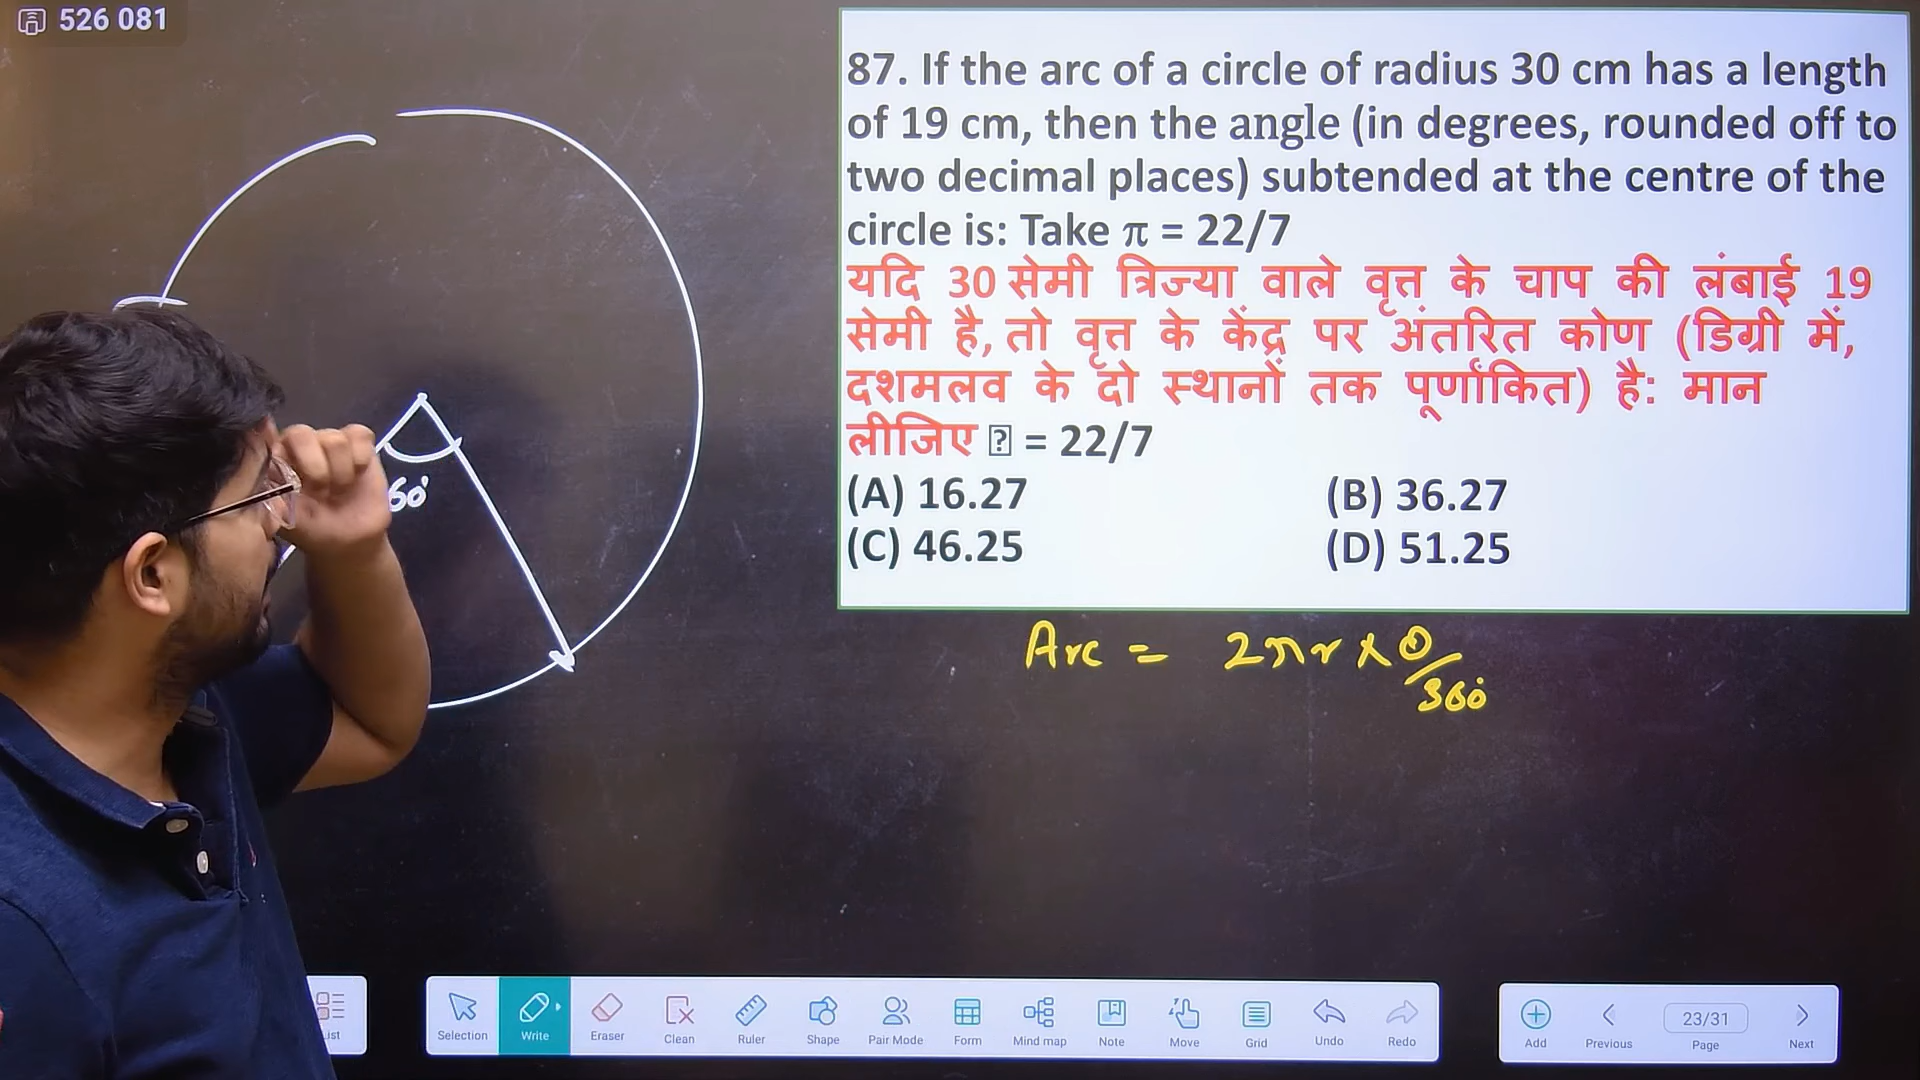 526 081
87. If the arc of a circle of radius 30 cm has a length
of 19 cm, then the angle (in degrees, rounded off to
two decimal places) subtended at the centre of the
circle is: Take π = 22/7
यदि 30 सेमी त्रिज्या वाले वृत्त के चाप की लंबाई 19
सेमी है, तो वृत्त के केंद्र पर अंतरित कोण (डिग्री में,
दशमलव के दो स्थानों तक पूर्णांकित) है: मान
लीजिए = 22/7
(A) 16.27 (B) 36.27
(C) 46.25 (D) 51.25
60°
Arc = 2πr × θ/360°
Selection Write Eraser Clean Ruler Shape Pair Mode Form Mind map Note Move Grid Undo Redo
Add Previous 23/31 Page Next